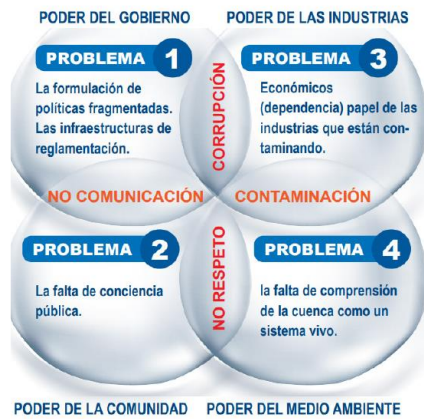 PODER DEL GOBIERNO
PODER DE LAS INDUSTRIAS
PROBLEMA 1
La formulación de
políticas fragmentadas.
Las infraestructuras de
reglamentación.
CORRUPCIÓN
PROBLEMA 3
Económicos
(dependencia) papel de las
industrias que están con-
taminando.
NO COMUNICACIÓN
CONTAMINACIÓN
PROBLEMA 2
La falta de conciencia
pública.
NO RESPETO
PROBLEMA 4
la falta de comprensión
de la cuenca como un
sistema vivo.
PODER DE LA COMUNIDAD
PODER DEL MEDIO AMBIENTE